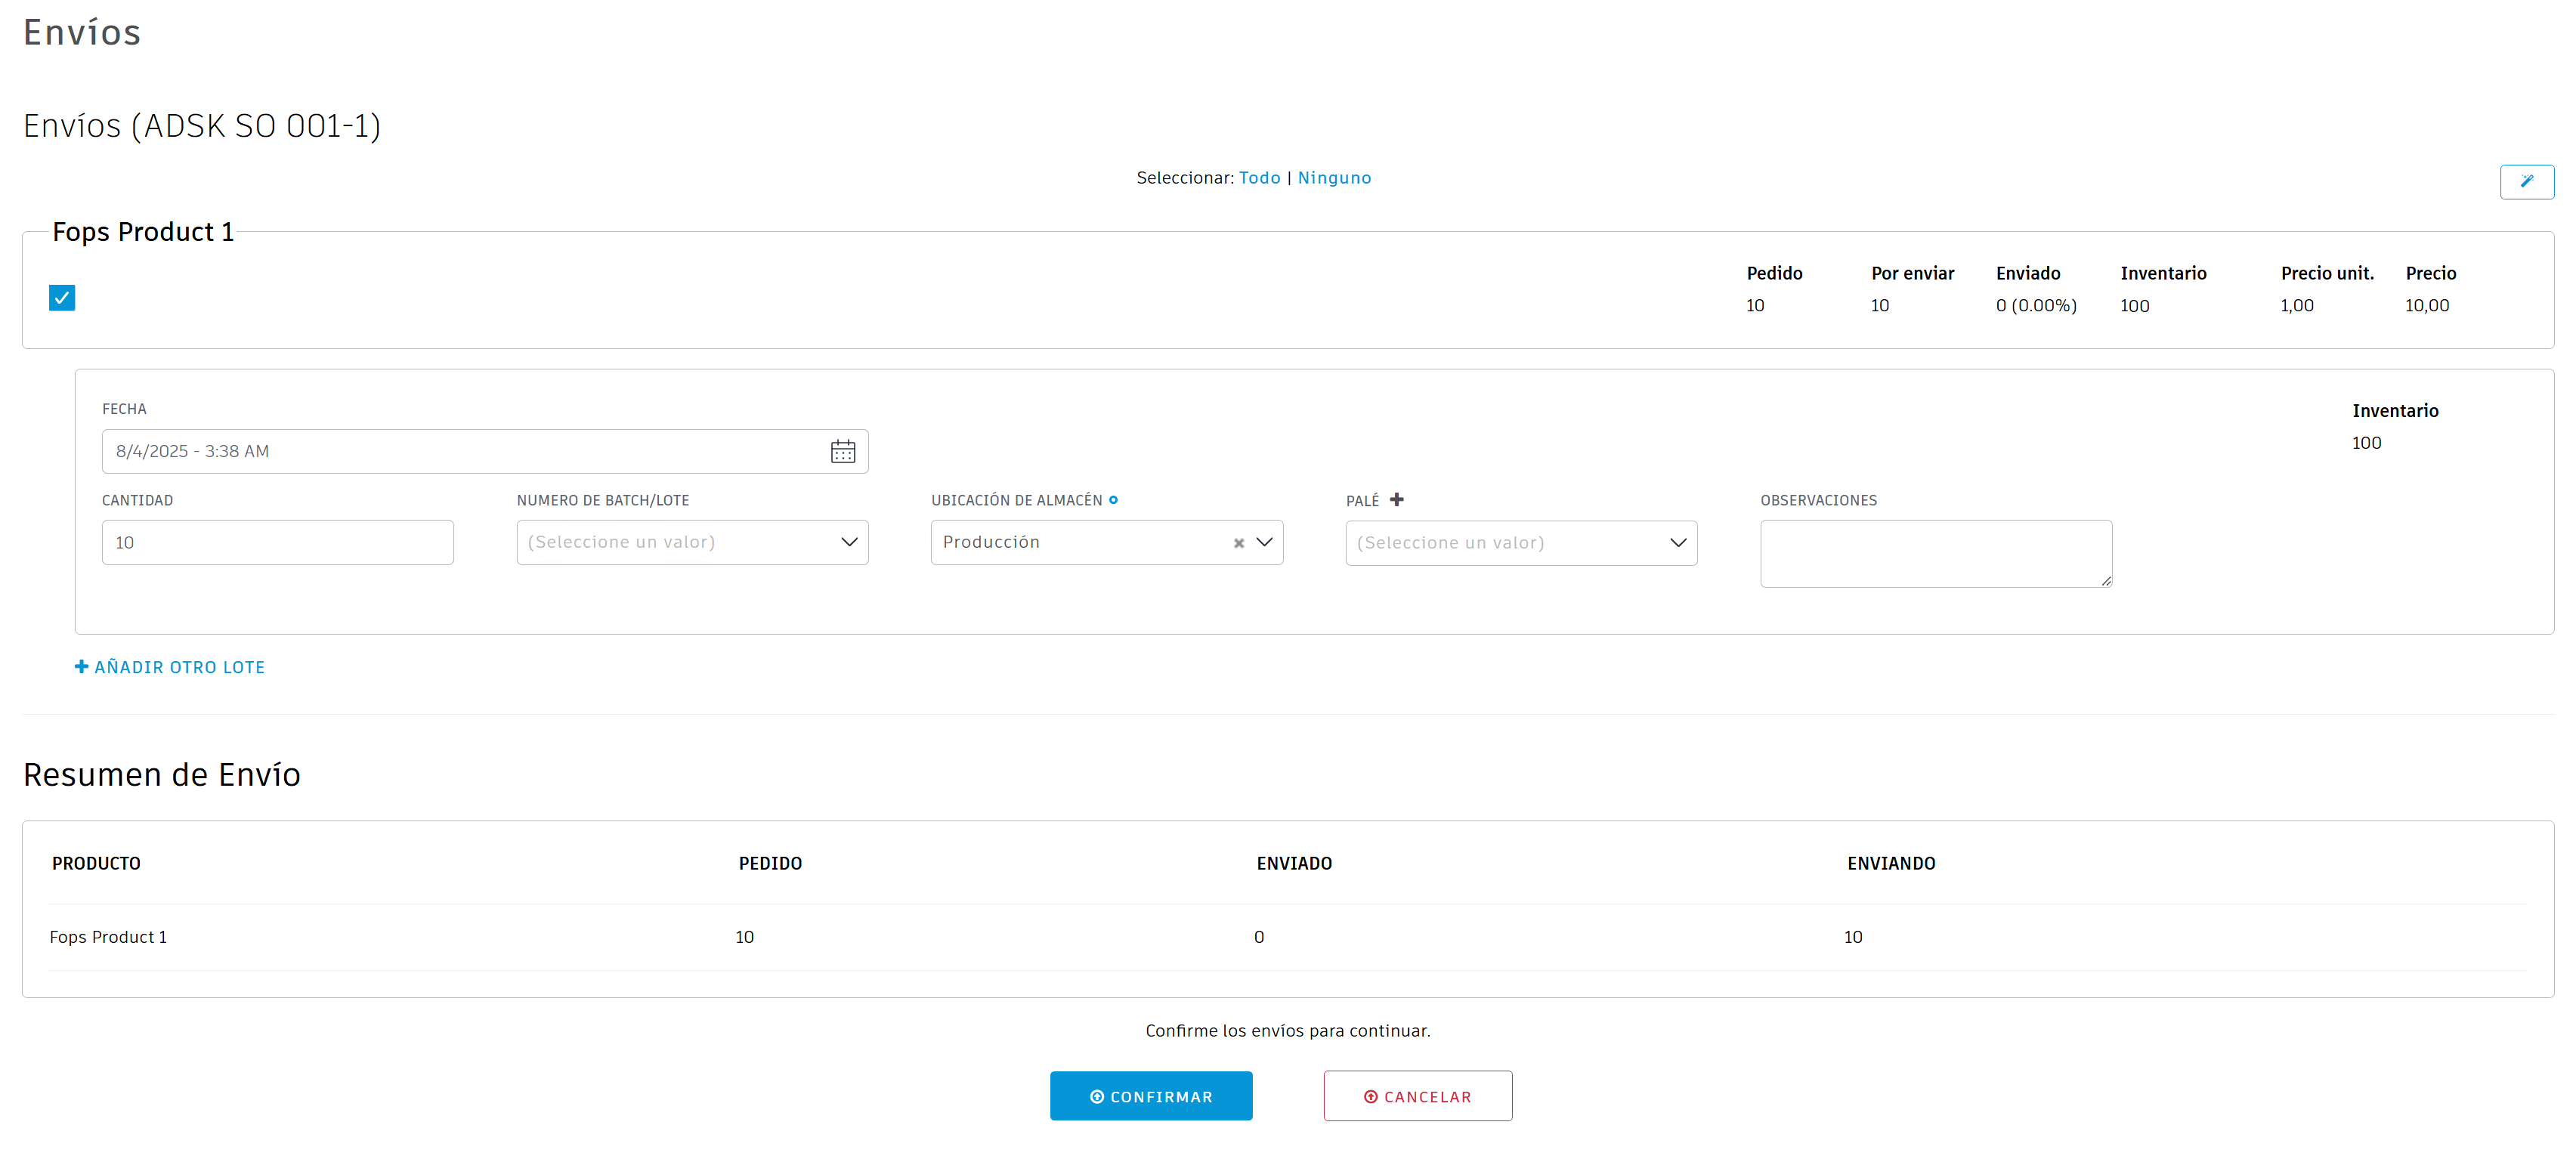 Envíos
Envíos (ADSK SO 001-1)
Seleccionar: Todo | Ninguno
Fops Product 1
Pedido Por enviar Enviado Inventario Precio unit. Precio
10 10 0 (0.00%) 100 1,00 10,00
FECHA
Inventario
8/4/2025 - 3:38 AM
100
CANTIDAD NUMERO DE BATCH/LOTE UBICACIÓN DE ALMACÉN PALÉ OBSERVACIONES
10 (Seleccione un valor) Producción (Seleccione un valor)
AÑADIR OTRO LOTE
Resumen de Envío
PRODUCTO PEDIDO ENVIADO ENVIANDO
Fops Product 1 10 0 10
Confirme los envíos para continuar.
CONFIRMAR CANCELAR